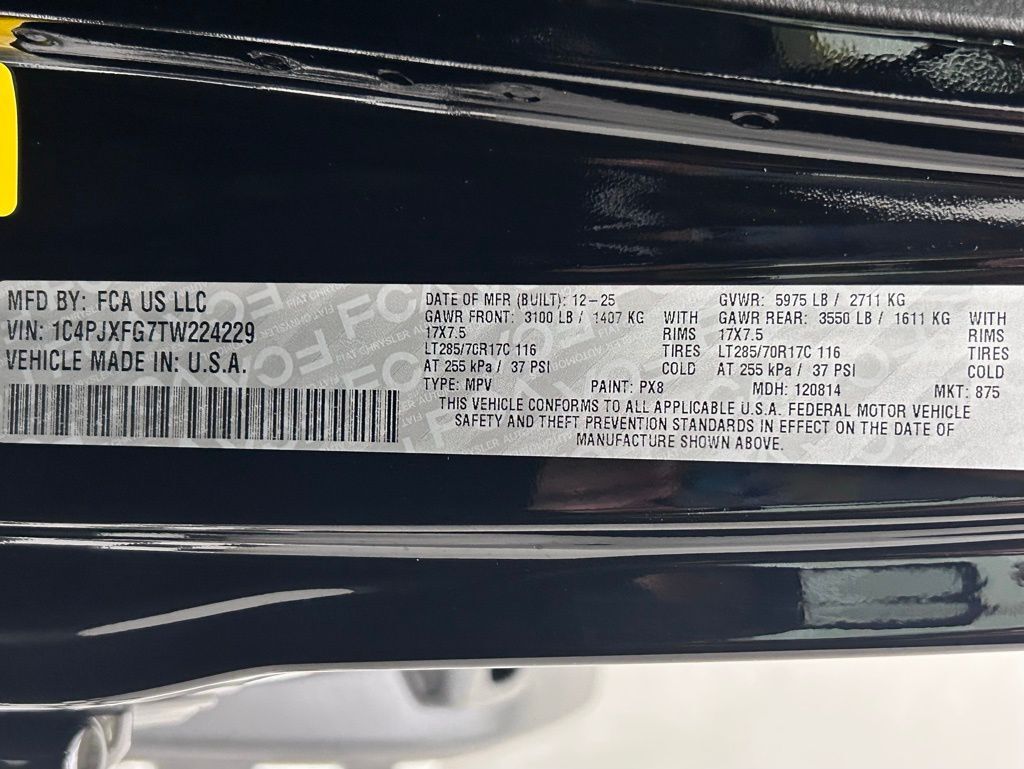 MFD BY: FCA US LLC
VIN: 1C4PJXFG7TW224229
VEHICLE MADE IN: U.S.A.
DATE OF MFR (BUILT): 12-25 GVWR: 5975 LB / 2711 KG
GAWR FRONT: 3100 LB / 1407 KG WITH GAWR REAR: 3550 LB / 1611 KG WITH
17X7.5 RIMS 17X7.5 RIMS
LT285/70R17C 116 TIRES LT285/70R17C 116 TIRES
AT 255 kPa / 37 PSI COLD AT 255 kPa / 37 PSI COLD
TYPE: MPV PAINT: PX8 MDH: 120814 MKT: 875
THIS VEHICLE CONFORMS TO ALL APPLICABLE U.S.A. FEDERAL MOTOR VEHICLE
SAFETY AND THEFT PREVENTION STANDARDS IN EFFECT ON THE DATE OF
MANUFACTURE SHOWN ABOVE.